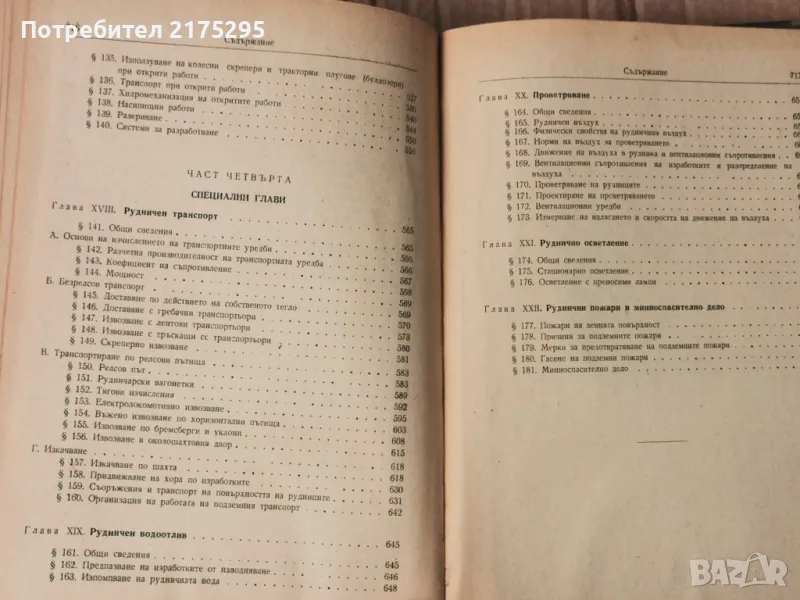 Потребител 2175295
Съдържание
§ 135. Използуване на колесни скрепери и тракторни плугове (булдозери)
при открити работи 527
§ 136. Транспорт при открити работи
§ 137. Хидромеханизация на откритите работи
§ 138. Насипищни работи 540
§ 139. Разкриване 544
§ 140. Системи за разработване 550
ЧАСТ ЧЕТВЪРТА
СПЕЦИАЛНИ ГЛАВИ
Глава XVIII. Рудничен транспорт 565
§ 141. Общи сведения 565
А. Основи на изчислението на транспортните уредби 565
§ 142. Разчетна производителност на транспортната уредба 566
§ 143. Коефициент на съпротивление 566
§ 144. Мощност 567
Б. Безрелсов транспорт 568
§ 145. Доставяне по действието на собственото тегло 569
§ 146. Доставяне с гребачни транспортьори 569
§ 147. Извозване с лентови транспортьори 570
§ 148. Извозване с тръскащи се транспортьори 573
§ 149. Скреперно извозване 580
В. Транспортиране по релсови пътища 581
§ 150. Релсов път 583
§ 151. Рудничарски вагонетки 583
§ 152. Тягови изчисления 589
§ 153. Електролокомотивно извозване 592
§ 154. Въжено извозване по хоризонтални пътища 595
§ 155. Извозване по бремсберги и уклони 603
§ 156. Извозване в околошахтовия двор 608
615
Г. Изкачване
§ 157. Изкачване по шахта 618
§ 158. Придвижване на хора по изработките 618
§ 159. Съоръжения и транспорт на повърхността на рудниците 630
631
§ 160. Организация на работата на подземния транспорт 642
Глава XIX. Рудничен водоотлив 645
§ 161. Общи сведения 645
§ 162. Предпазване на изработките от наводняване 646
§ 163. Изпомпване на рудничната вода 648
Съдържание 717
Глава XX. Проветряване
§ 164. Общи сведения
§ 165. Рудничен въздух
§ 166. Физически свойства на рудничния въздух
§ 167. Норми на въздух за проветряването
§ 168. Движение на въздуха в рудника и вентилационни съпротивления
§ 169. Вентилационни съпротивления на изработките и разпределение на
въздуха
§ 170. Проветряване на рудниците
§ 171. Проектиране на проветряването
§ 172. Вентилационни уредби
§ 173. Измерване на налягането и скоростта на движение на въздуха
Глава XXI. Руднично осветление
§ 174. Общи сведения
§ 175. Стационарно осветление
§ 176. Осветление с преносими лампи
Глава XXII. Руднични пожари и минноспасително дело
§ 177. Пожари на земната повърхност
§ 178. Причини за подземните пожари
§ 179. Мерки за предотвратяване на подземните пожари
§ 180. Гасене на подземни пожари
§ 181. Минноспасително дело
BAZAR